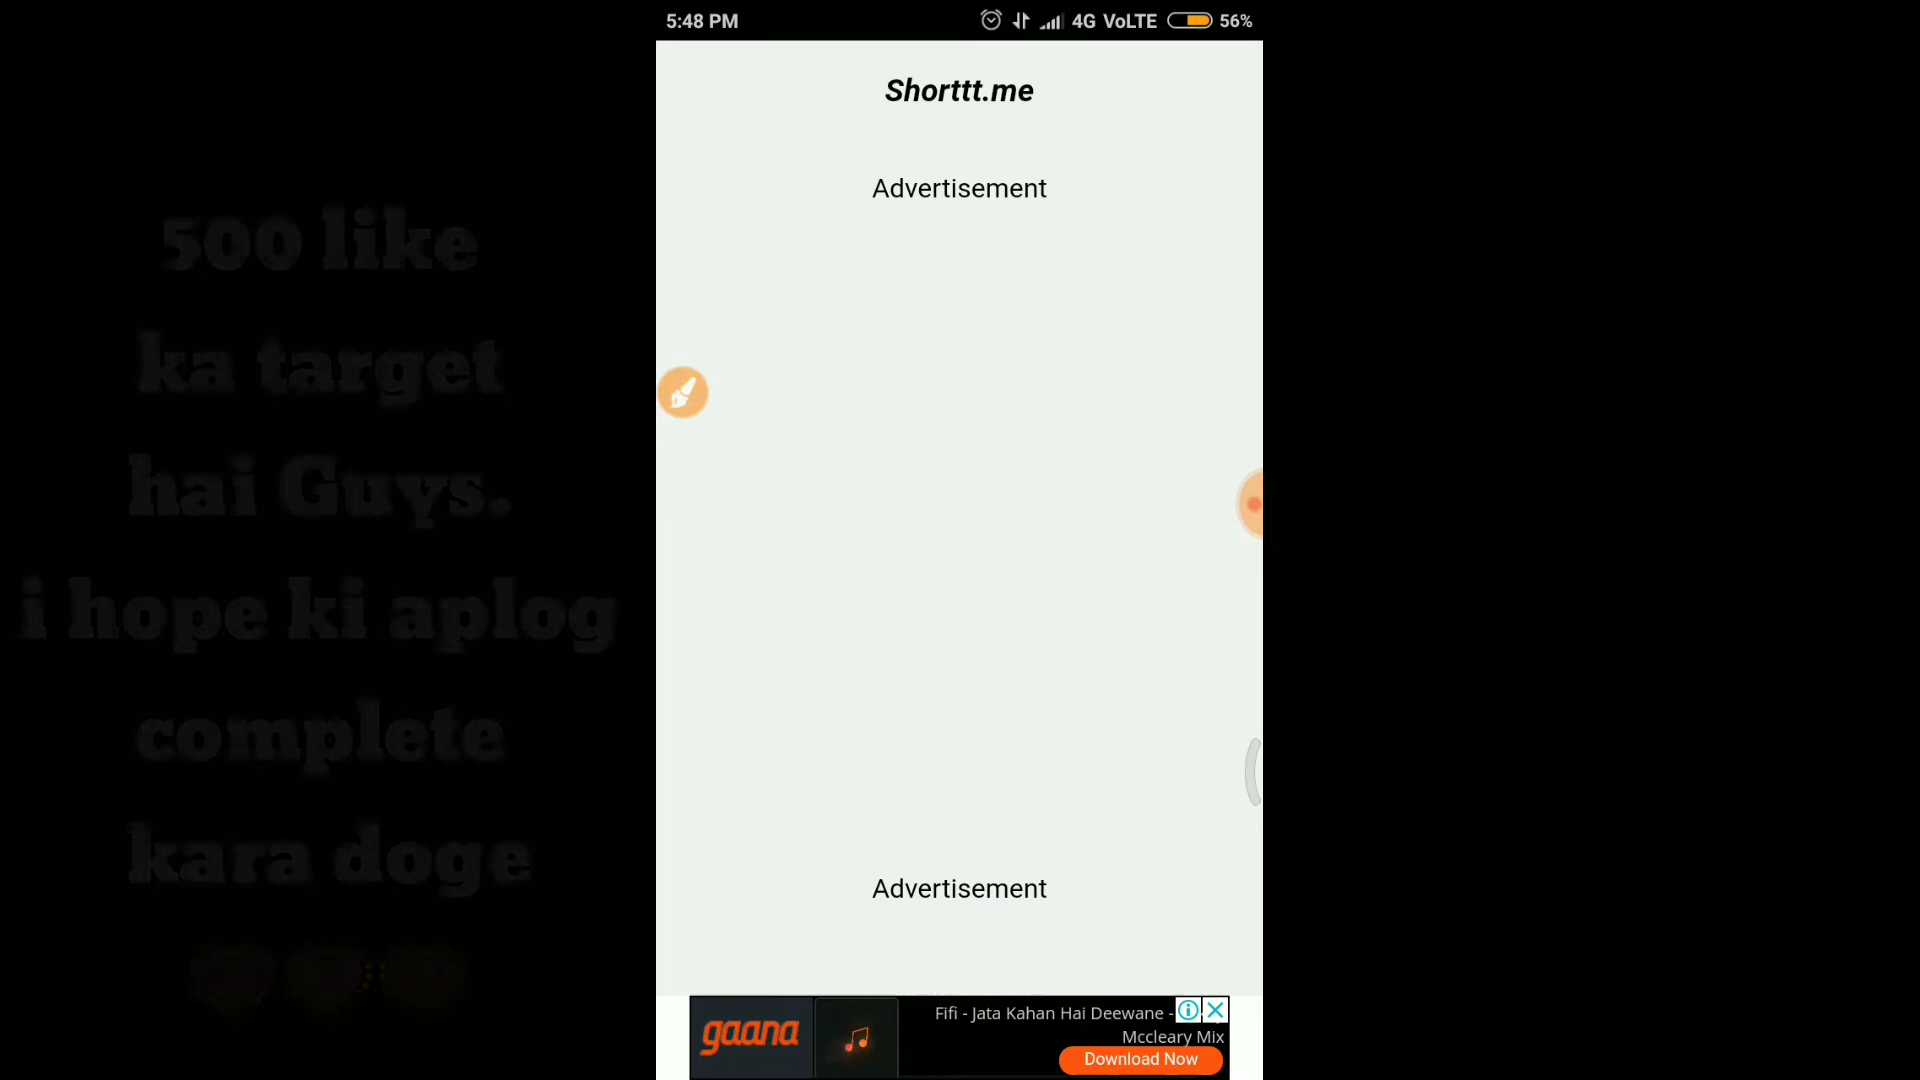 5:48 PM 4G VoLTE 56%
Shorttt.me
Advertisement
500 like
ka target
hai Guys.
i hope ki aplog
complete
kara doge
Advertisement
gaana
Fifi - Jata Kahan Hai Deewane -
Mccleary Mix
Download Now